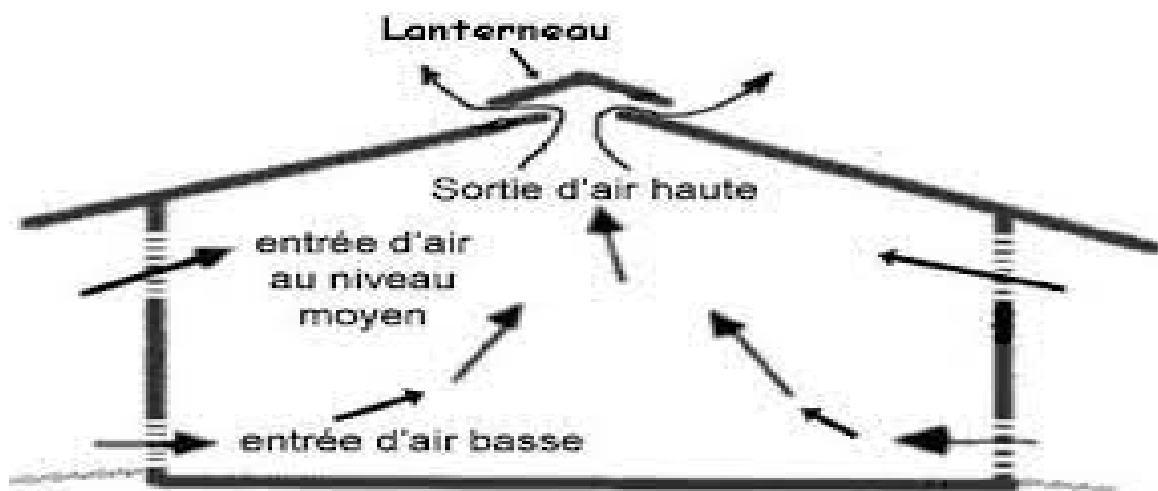 Lanterneau
Sortie d'air haute
entrée d'air
au niveau
moyen
entrée d'air basse